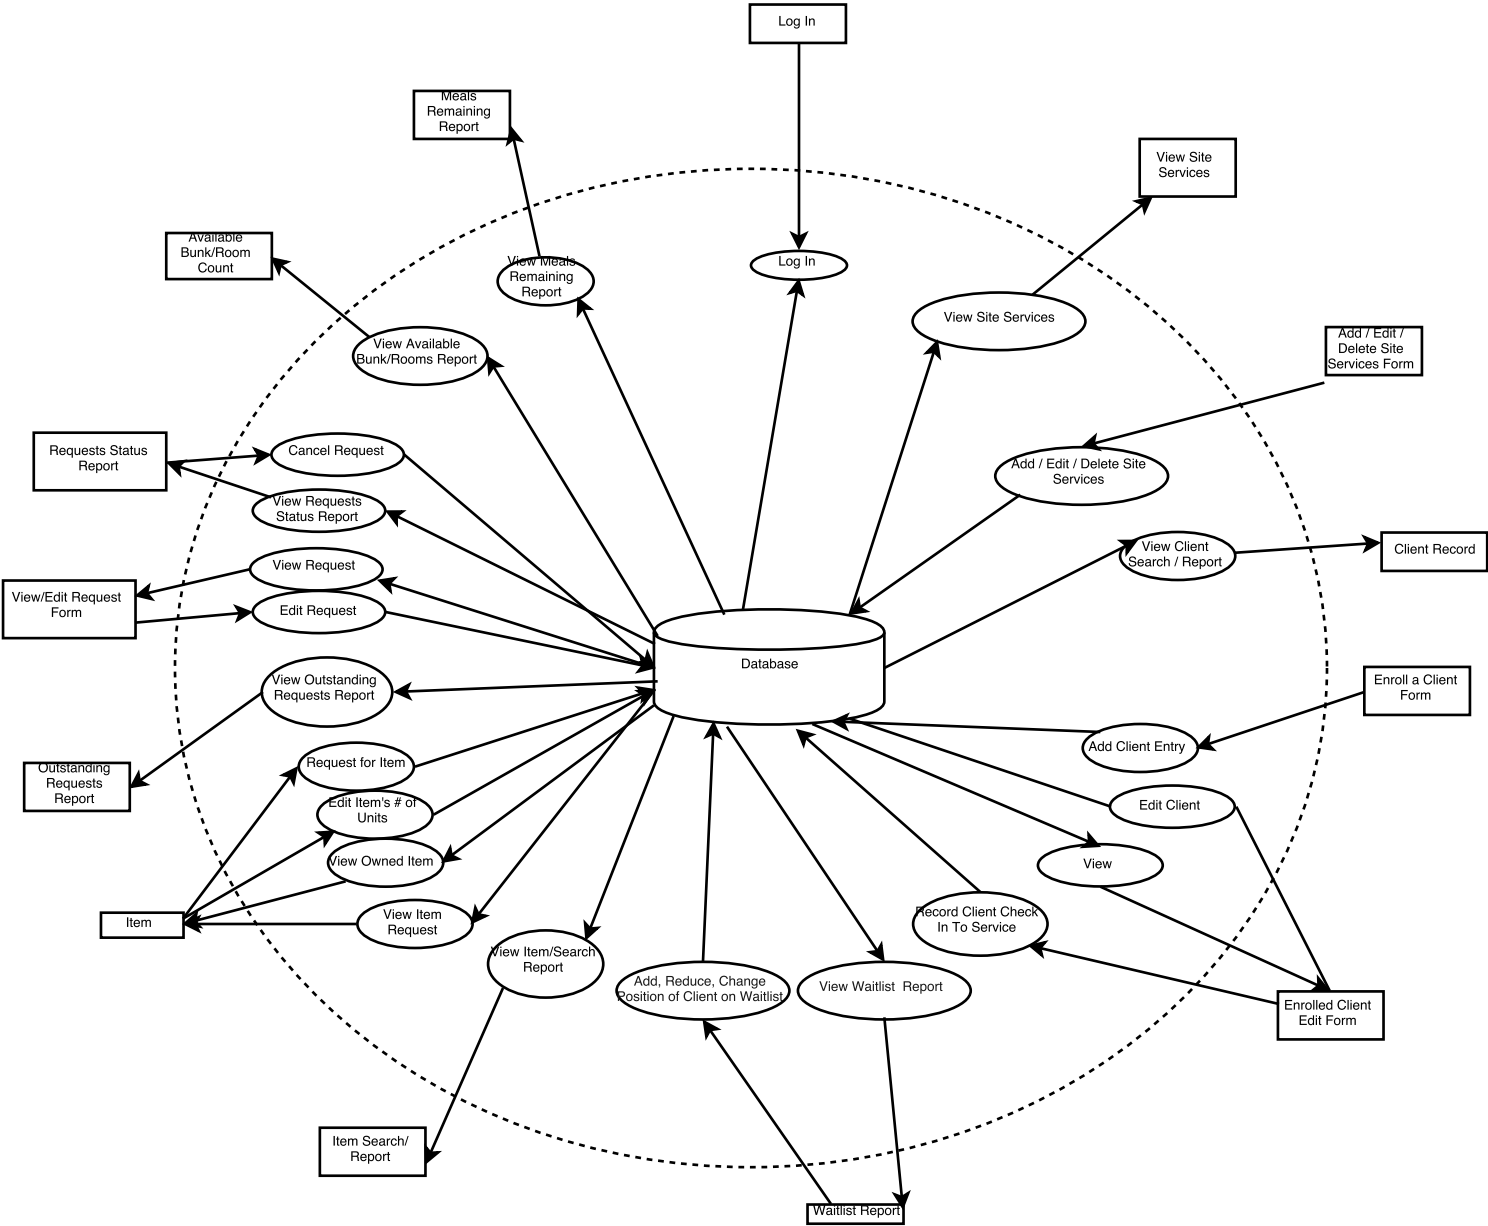 Log In
Meals
Remaining
Report
View Site
Services
Available
Bunk/Room
Count
View Meals
Remaining
Report
Log In
View Site Services
Add / Edit /
Delete Site
Services Form
View Available
Bunk/Rooms Report
Requests Status
Report
Cancel Request
Add / Edit / Delete Site
Services
View Requests
Status Report
View Client
Search / Report
Client Record
View Request
View/Edit Request
Form
Edit Request
Database
View Outstanding
Requests Report
Enroll a Client
Form
Add Client Entry
Outstanding
Requests
Report
Request for Item
Edit Item's # of
Units
Edit Client
View Owned Item
View
Item
View Item
Request
Record Client Check
In To Service
View Item/Search
Report
Add, Reduce, Change
Position of Client on Waitlist
View Waitlist  Report
Enrolled Client
Edit Form
Item Search/
Report
Waitlist Report